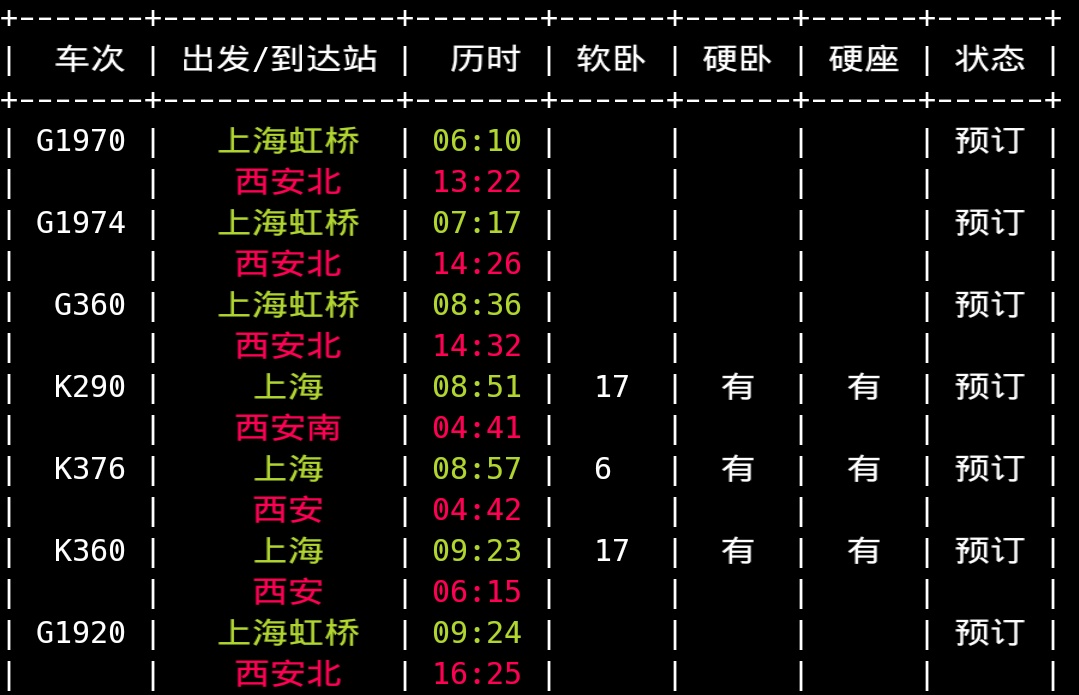 +-------+-------------+-------+------+------+------+------+
| 车次 | 出发/到达站 | 历时 | 软卧 | 硬卧 | 硬座 | 状态 |
+-------+-------------+-------+------+------+------+------+
| G1970 | 上海虹桥 | 06:10 | | | | 预订 |
| | 西安北 | 13:22 | | | | |
| G1974 | 上海虹桥 | 07:17 | | | | 预订 |
| | 西安北 | 14:26 | | | | |
| G360 | 上海虹桥 | 08:36 | | | | 预订 |
| | 西安北 | 14:32 | | | | |
| K290 | 上海 | 08:51 | 17 | 有 | 有 | 预订 |
| | 西安南 | 04:41 | | | | |
| K376 | 上海 | 08:57 | 6 | 有 | 有 | 预订 |
| | 西安 | 04:42 | | | | |
| K360 | 上海 | 09:23 | 17 | 有 | 有 | 预订 |
| | 西安 | 06:15 | | | | |
| G1920 | 上海虹桥 | 09:24 | | | | 预订 |
| | 西安北 | 16:25 | | | | |